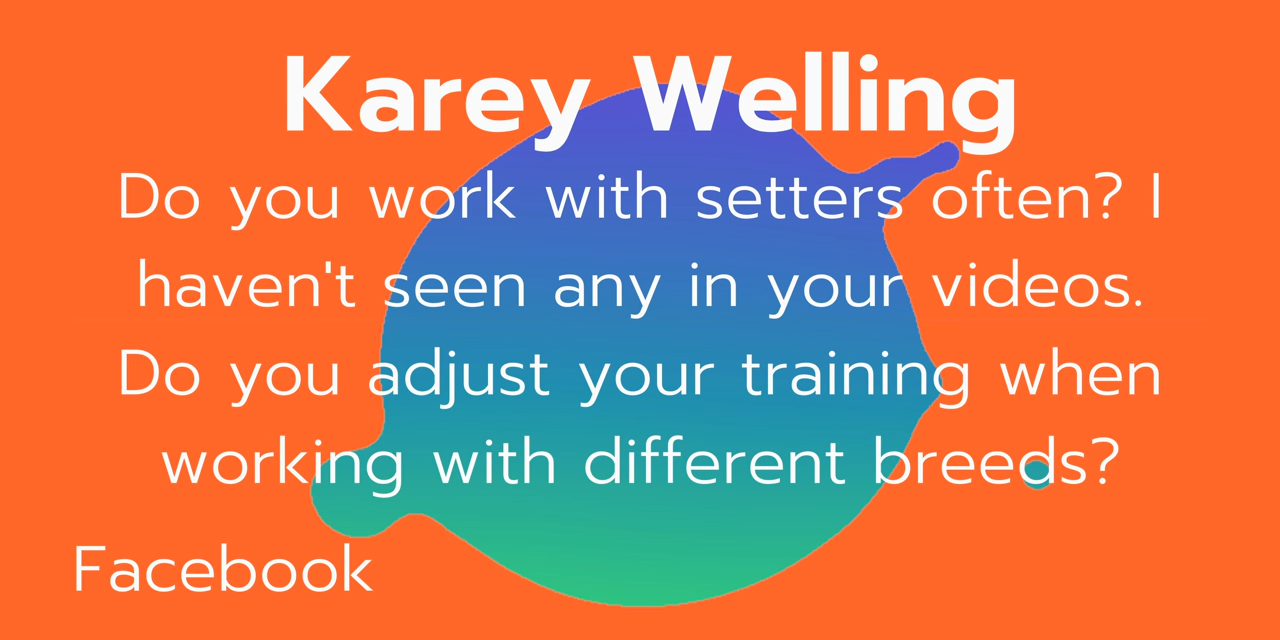 Karey Welling
Do you work with setters often? I
haven't seen any in your videos.
Do you adjust your training when
working with different breeds?
Facebook